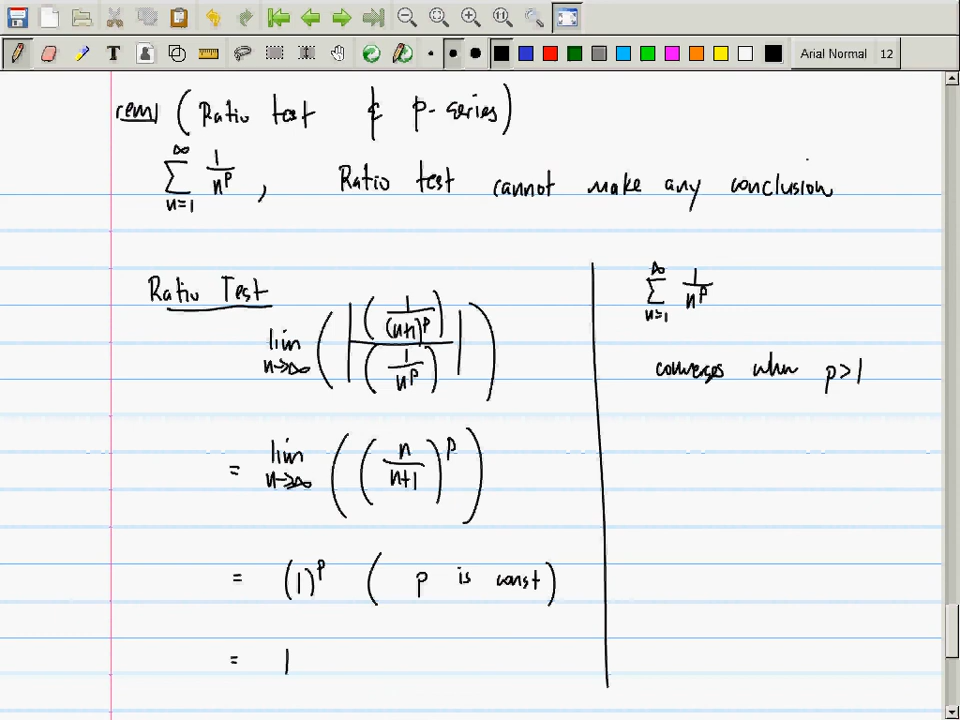 Arial Normal 12
rem) (Ratio test & p-series)
∑_{n=1}^{∞} 1/n^p , Ratio test cannot make any conclusion
Ratio Test
lim_{n→∞} ( | (1/(n+1)^p) / (1/n^p) | )
= lim_{n→∞} ( ( n/(n+1) )^p )
= (1)^p ( p is const )
= 1
∑_{n=1}^{∞} 1/n^p
converges when p>1